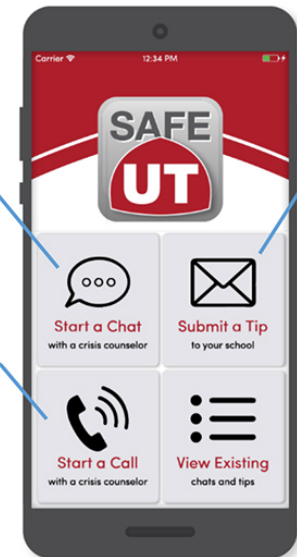 Carrier
12:34 PM
SAFE
UT
Start a Chat
with a crisis counselor
Submit a Tip
to your school
Start a Call
with a crisis counselor
View Existing
chats and tips